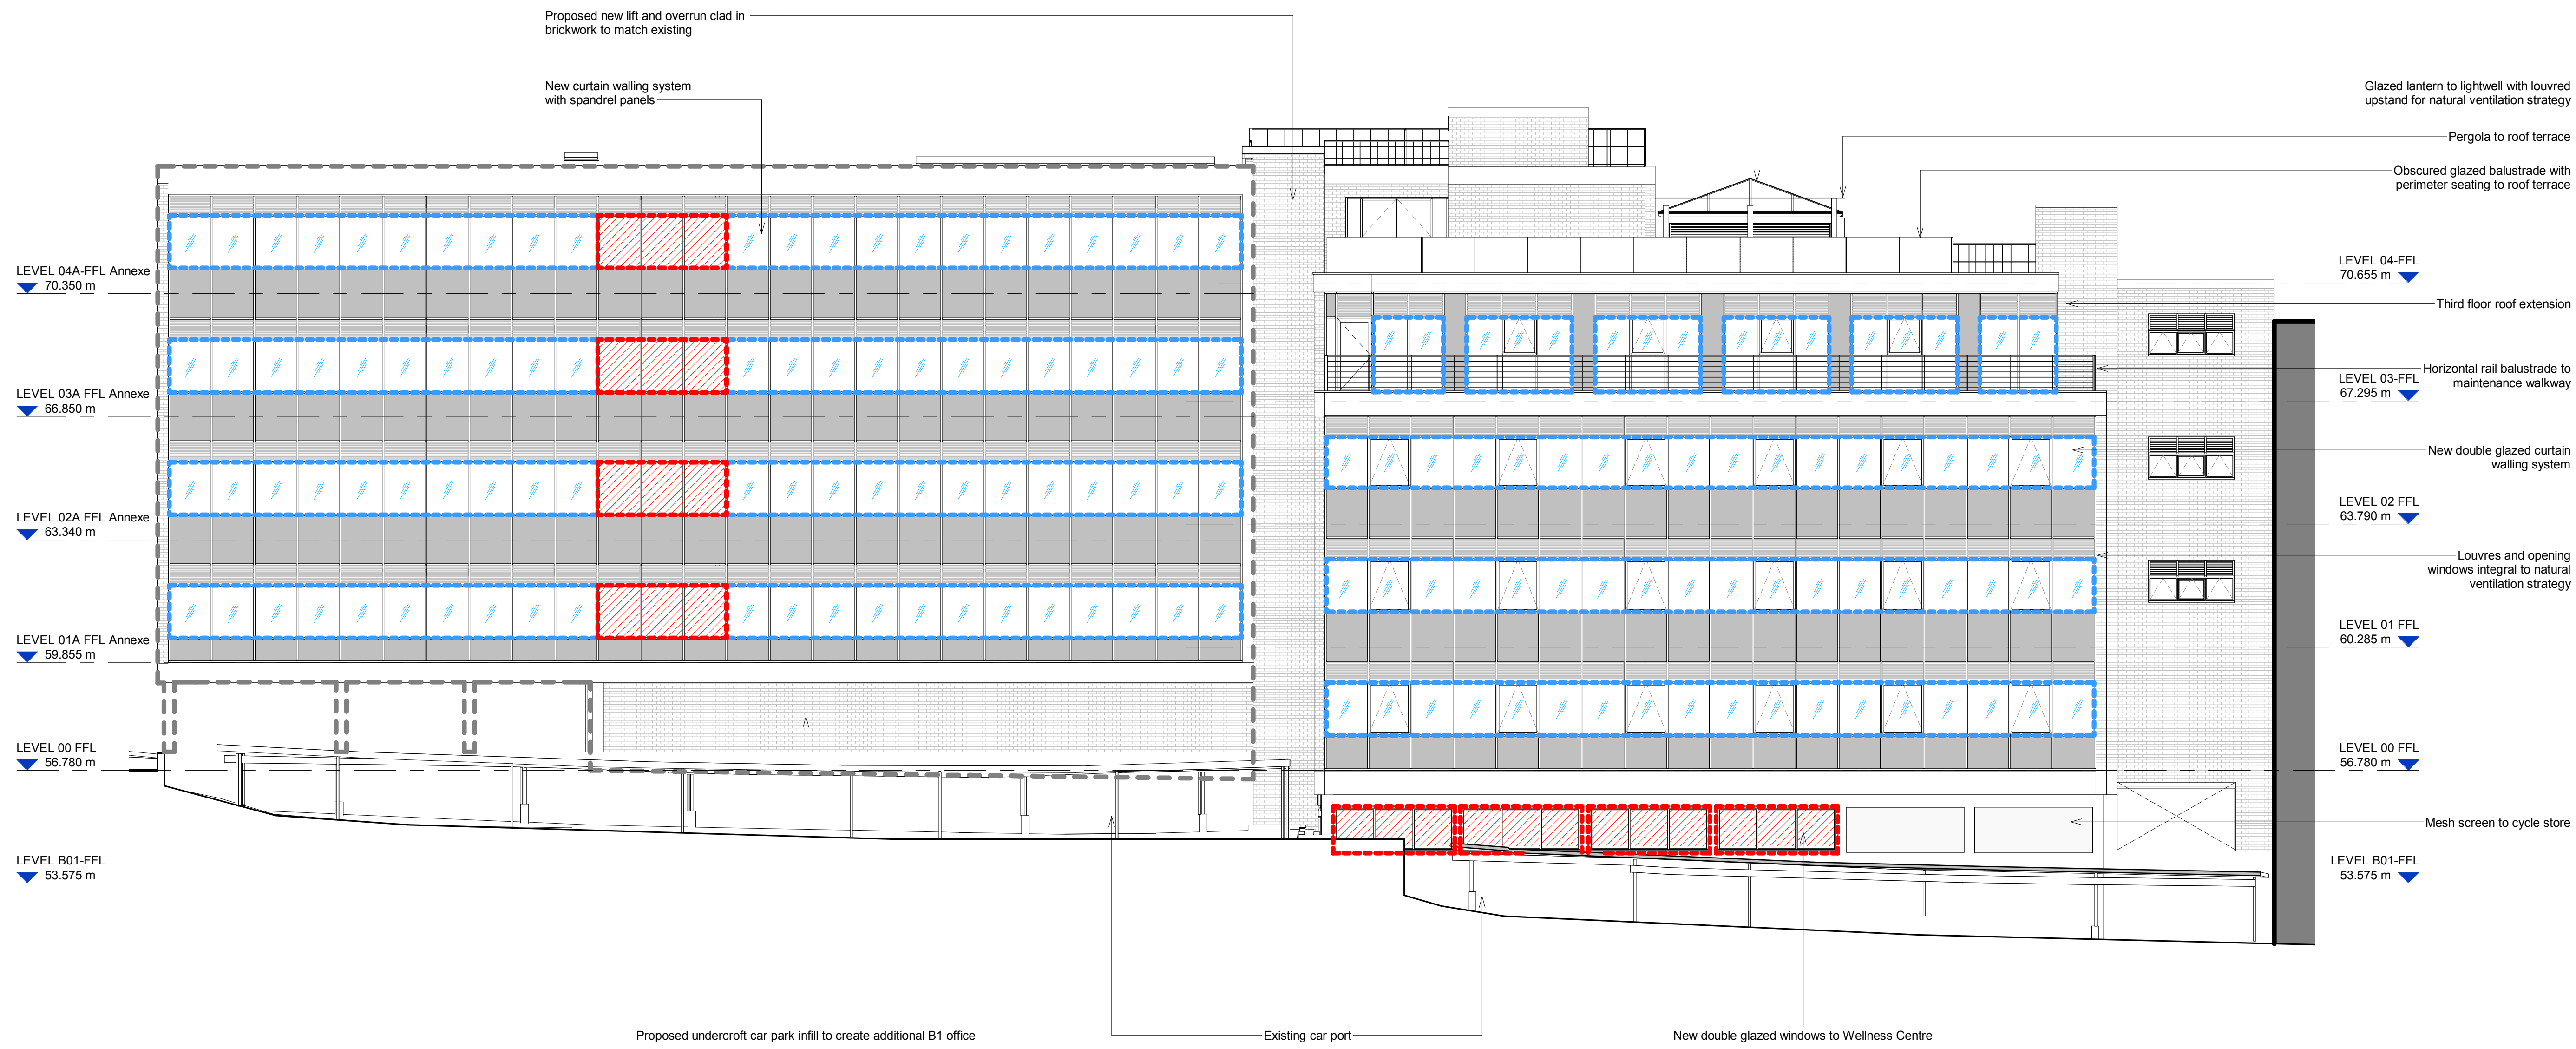 Proposed new lift and overrun clad in
brickwork to match existing
New curtain walling system
with spandrel panels
Glazed lantern to lightwell with louvred
upstand for natural ventilation strategy
Pergola to roof terrace
Obscured glazed balustrade with
perimeter seating to roof terrace
LEVEL 04A-FFL Annexe
70.350 m
LEVEL 03A FFL Annexe
66.850 m
LEVEL 02A FFL Annexe
63.340 m
LEVEL 01A FFL Annexe
59.855 m
LEVEL 00 FFL
56.780 m
LEVEL B01-FFL
53.575 m
LEVEL 04-FFL
70.655 m
Third floor roof extension
Horizontal rail balustrade to
maintenance walkway
LEVEL 03-FFL
67.295 m
New double glazed curtain
walling system
LEVEL 02 FFL
63.790 m
Louvres and opening
windows integral to natural
ventilation strategy
LEVEL 01 FFL
60.285 m
LEVEL 00 FFL
56.780 m
Mesh screen to cycle store
LEVEL B01-FFL
53.575 m
Proposed undercroft car park infill to create additional B1 office
Existing car port
New double glazed windows to Wellness Centre